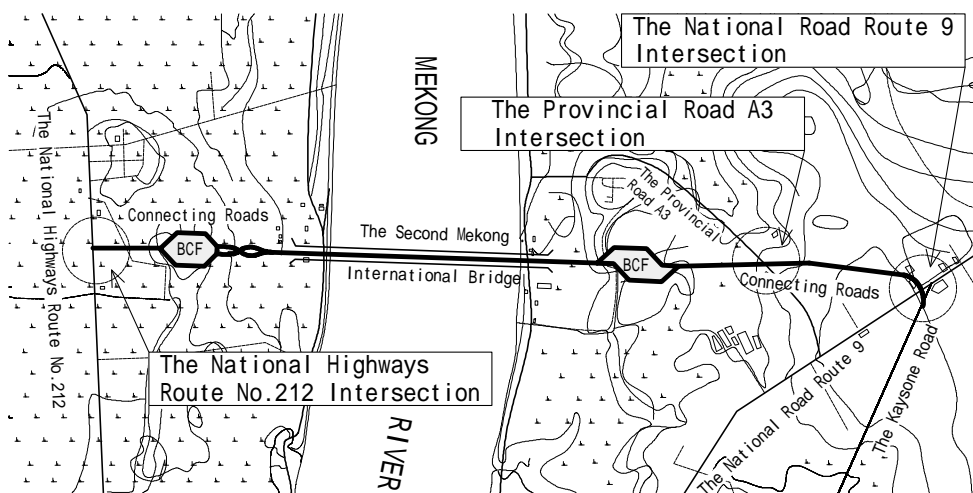 The National Road Route 9
Intersection
MEKONG
The Provincial Road A3
Intersection
The National Highways Route No.212
The Provincial
Road A3
Connecting Roads
BCF
The Second Mekong
International Bridge
BCF
Connecting Roads
The National Highways
Route No.212 Intersection
RIVER
The National Road Route 9
The Kaysone Road